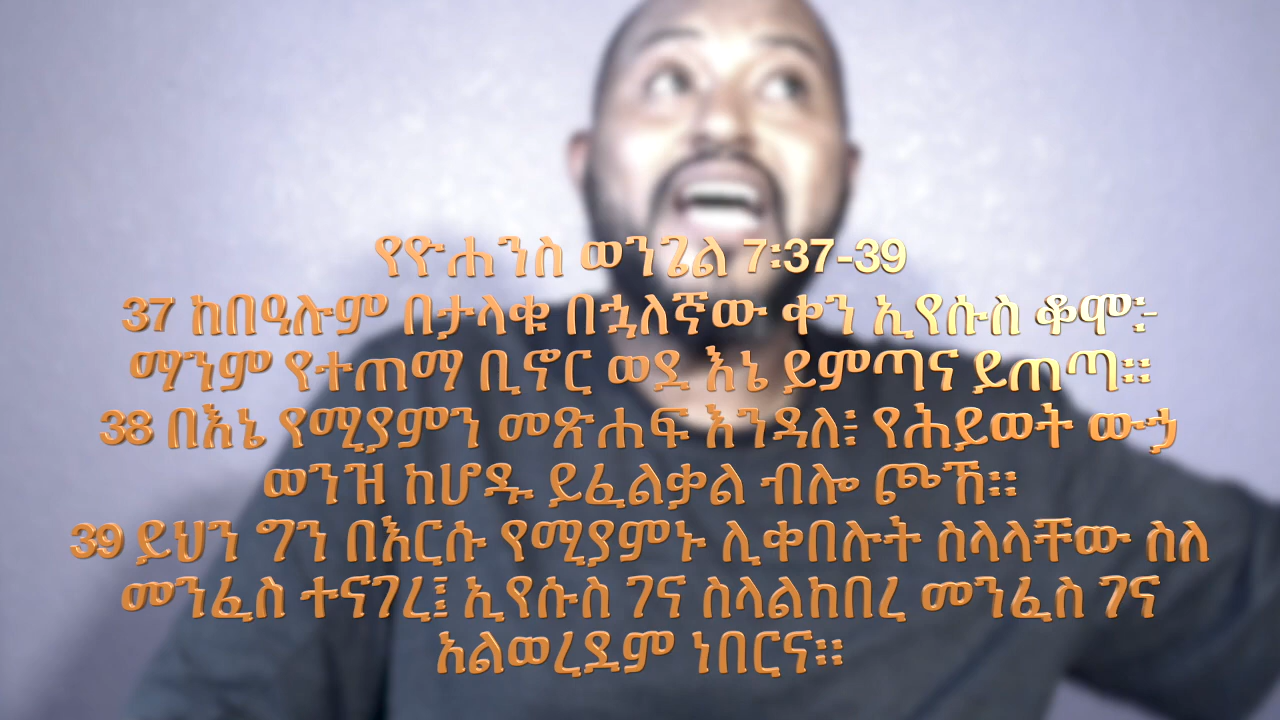 የዮሐንስ ወንጌል 7፡37-39
37 ከበዓሉም በታላቁ በኋለኛው ቀን ኢየሱስ ቆሞ፡-
ማንም የተጠማ ቢኖር ወደ እኔ ይምጣና ይጠጣ።
38 በእኔ የሚያምን መጽሐፍ እንዳለ፥ የሕይወት ውኃ
ወንዝ ከሆዱ ይፈልቃል ብሎ ጮኸ።
39 ይህን ግን በእርሱ የሚያምኑ ሊቀበሉት ስላላቸው ስለ
መንፈስ ተናገረ፤ ኢየሱስ ገና ስላልከበረ መንፈስ ገና
አልወረደም ነበርና።